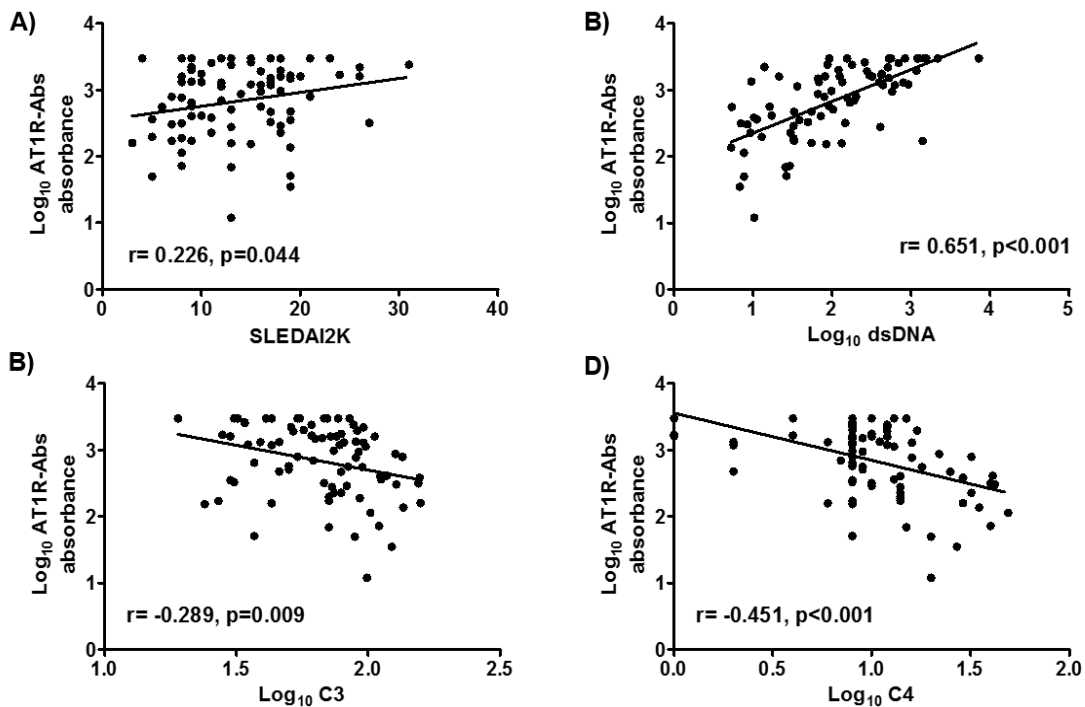 A)
4
3
2
1
0
Log10 AT1R-Abs
absorbance
r= 0.226, p=0.044
0 10 20 30 40
SLEDAI2K
B)
4
3
2
1
0
Log10 AT1R-Abs
absorbance
r= 0.651, p<0.001
0 1 2 3 4 5
Log10 dsDNA
B)
4
3
2
1
0
Log10 AT1R-Abs
absorbance
r= -0.289, p=0.009
1.0 1.5 2.0 2.5
Log10 C3
D)
4
3
2
1
0
Log10 AT1R-Abs
absorbance
r= -0.451, p<0.001
0.0 0.5 1.0 1.5 2.0
Log10 C4